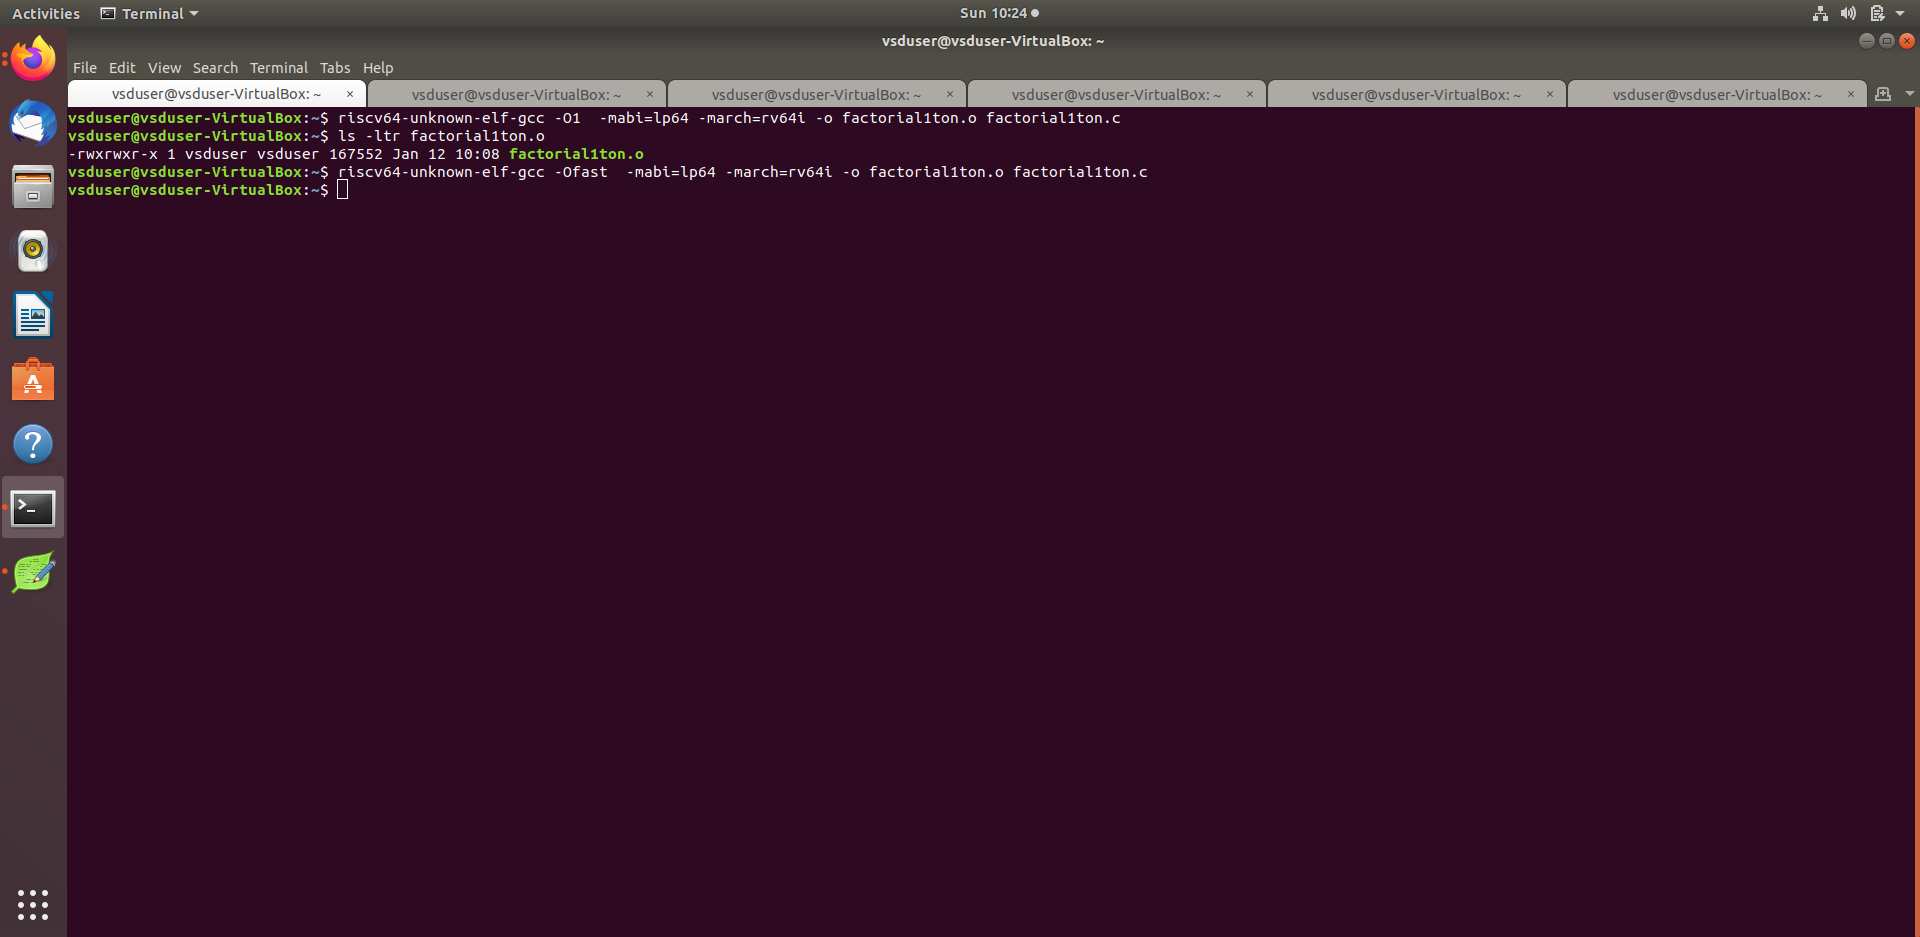 Activities Terminal Sun 10:24
vsduser@vsduser-VirtualBox: ~
File Edit View Search Terminal Tabs Help
vsduser@vsduser-VirtualBox: ~ × vsduser@vsduser-VirtualBox: ~ × vsduser@vsduser-VirtualBox: ~ × vsduser@vsduser-VirtualBox: ~ × vsduser@vsduser-VirtualBox: ~ × vsduser@vsduser-VirtualBox: ~ ×
vsduser@vsduser-VirtualBox:~$ riscv64-unknown-elf-gcc -O1  -mabi=lp64 -march=rv64i -o factorial1ton.o factorial1ton.c
vsduser@vsduser-VirtualBox:~$ ls -ltr factorial1ton.o
-rwxrwxr-x 1 vsduser vsduser 167552 Jan 12 10:08 factorial1ton.o
vsduser@vsduser-VirtualBox:~$ riscv64-unknown-elf-gcc -Ofast  -mabi=lp64 -march=rv64i -o factorial1ton.o factorial1ton.c
vsduser@vsduser-VirtualBox:~$